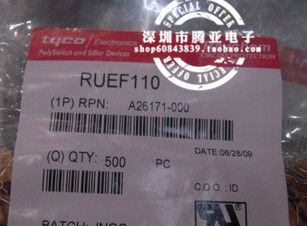 深圳市腾亚电子
shop60843839.taobao.com
tyco Electronics
PolySwitch and SiBar Devices
RUEF110
(1P) RPN: A26171-000
(Q) QTY: 500 PC
DATE:06/28/09
C.O.O.: ID